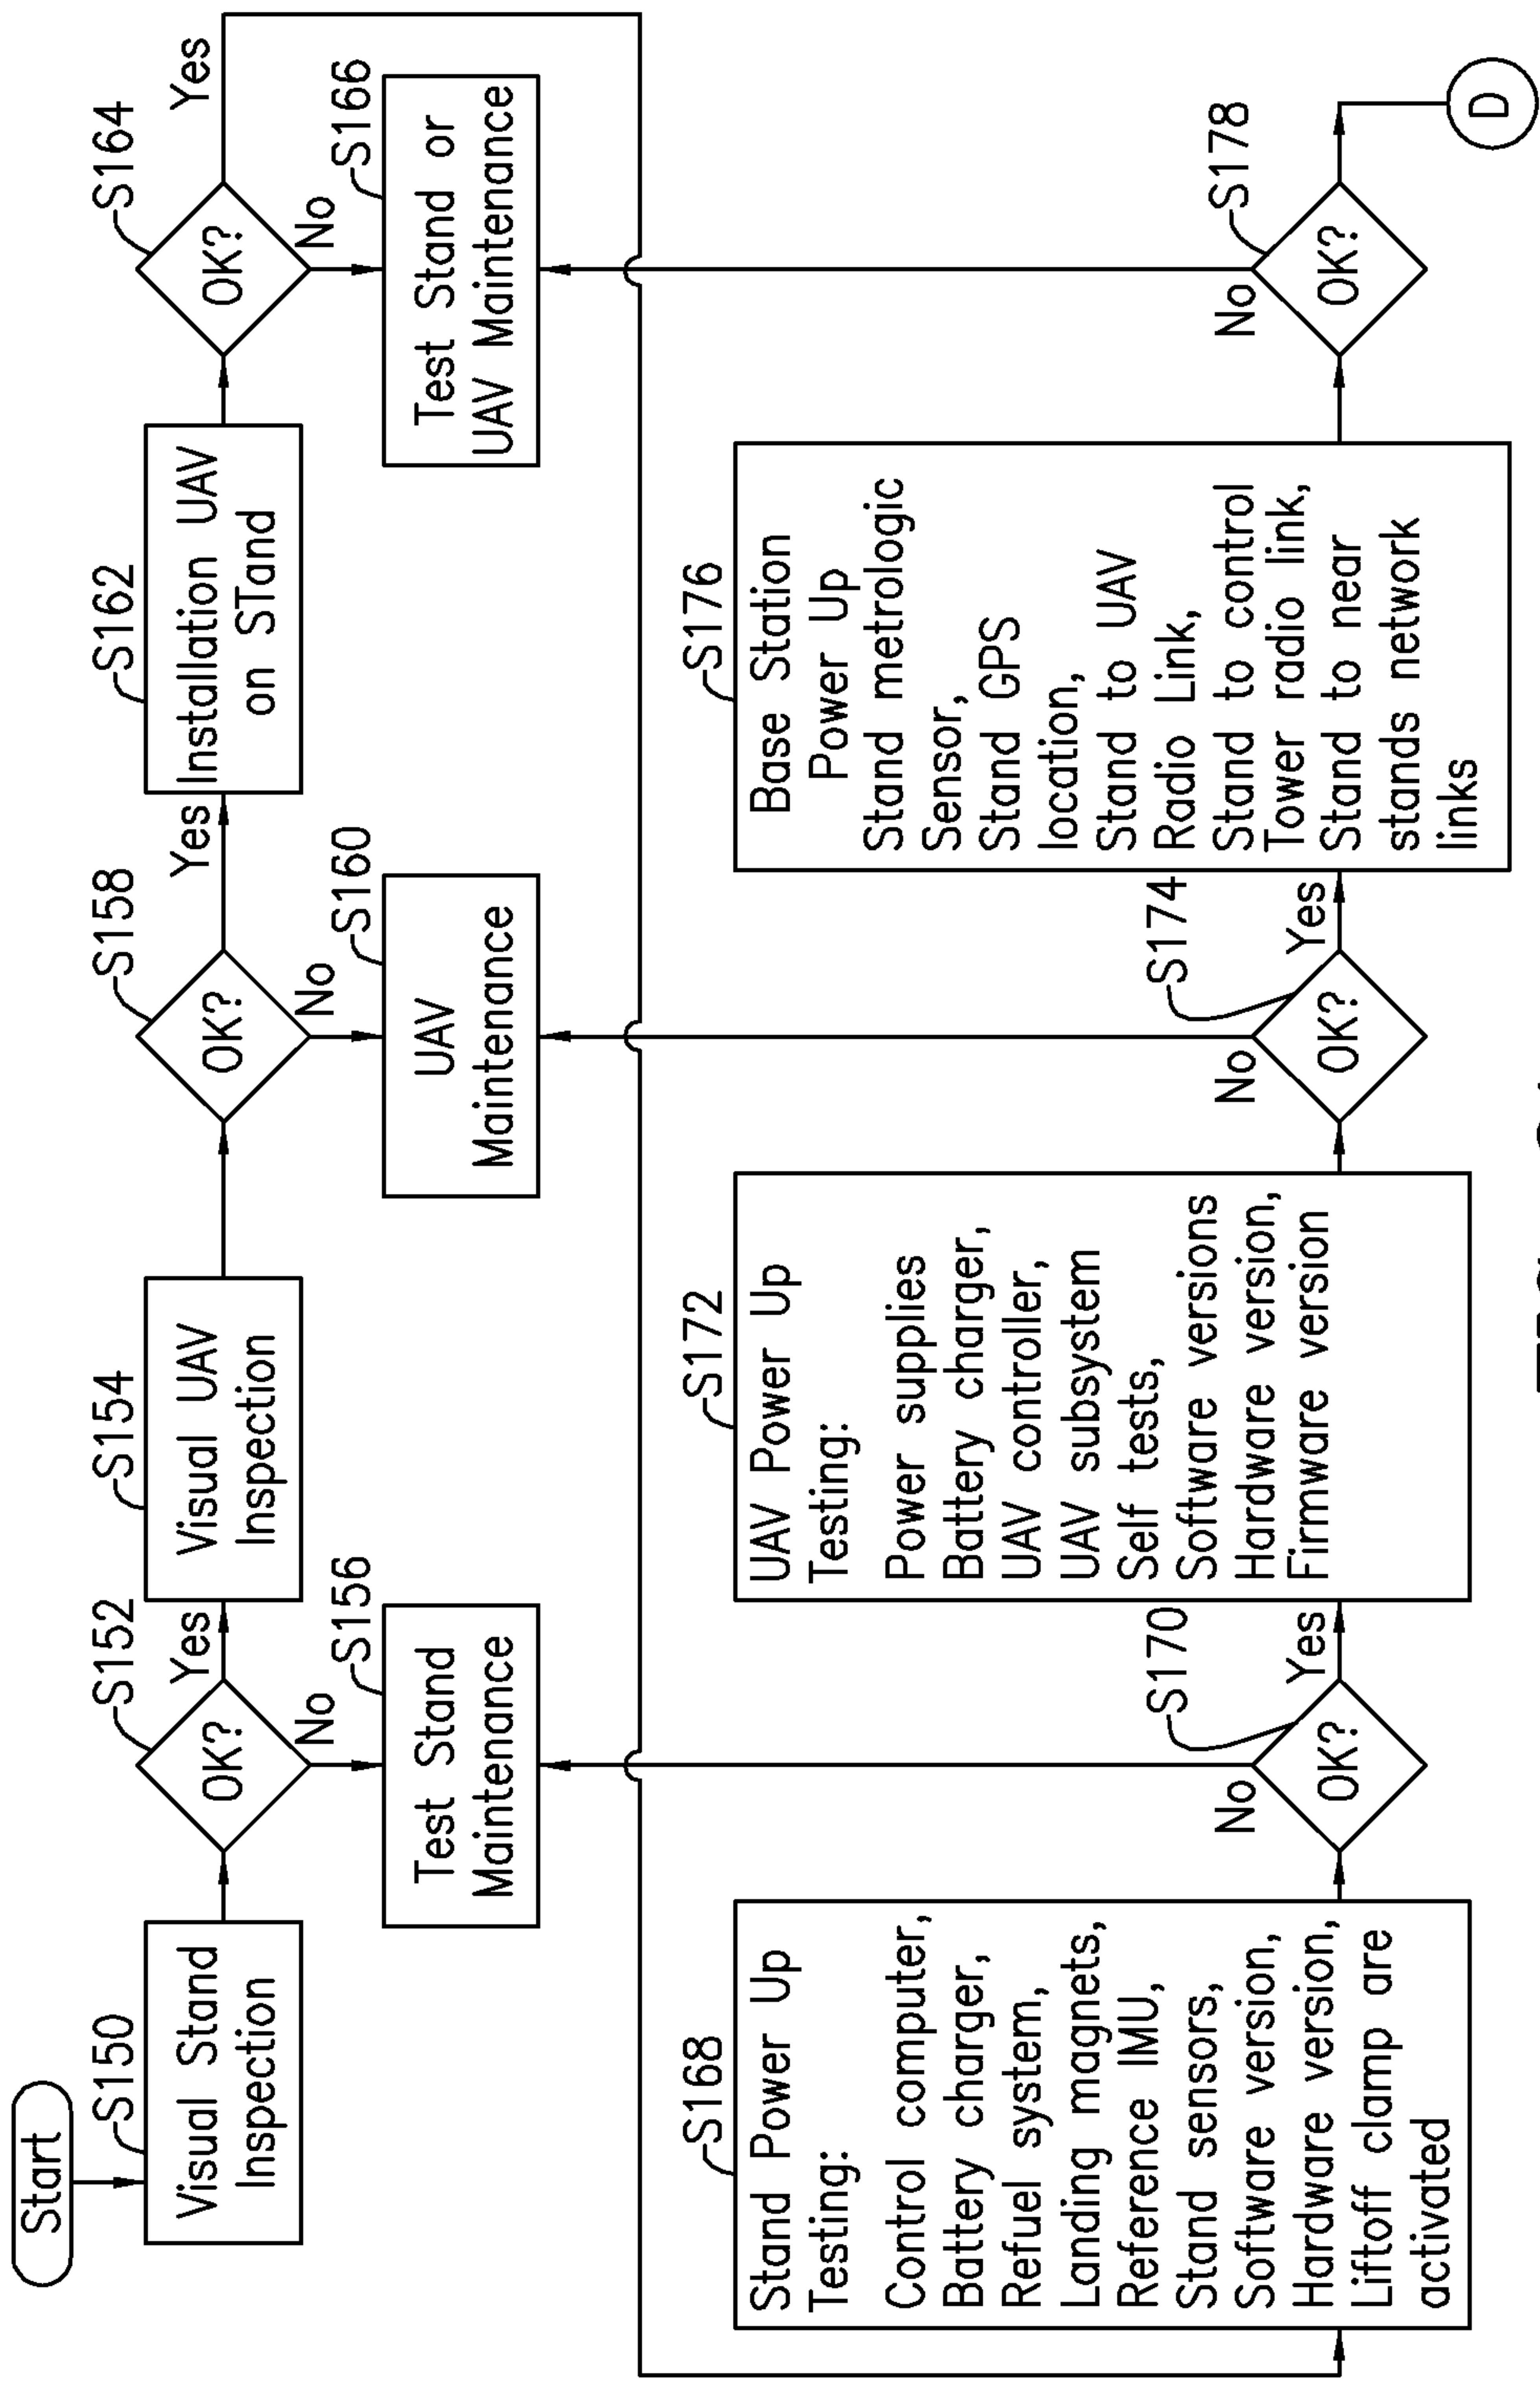 Start
S150
Visual Stand
Inspection
S152
OK?
Yes
No
S154
Visual UAV
Inspection
S156
Test Stand
Maintenance
S158
OK?
Yes
No
S160
UAV
Maintenance
S162
Installation UAV
on STand
S164
OK?
Yes
No
S166
Test Stand or
UAV Maintenance
S168
Stand Power Up
Testing:
Control computer,
Battery charger,
Refuel system,
Landing magnets,
Reference IMU,
Stand sensors,
Software version,
Hardware version,
Liftoff clamp are
activated
S170
OK?
No
Yes
S172
UAV Power Up
Testing:
Power supplies
Battery charger,
UAV controller,
UAV subsystem
Self tests,
Software versions
Hardware version,
Firmware version
S174
OK?
No
Yes
S176
Base Station
Power Up
Stand metrologic
Sensor,
Stand GPS
location,
Stand to UAV
Radio Link,
Stand to control
Tower radio link,
Stand to near
stands network
links
S178
OK?
No
D